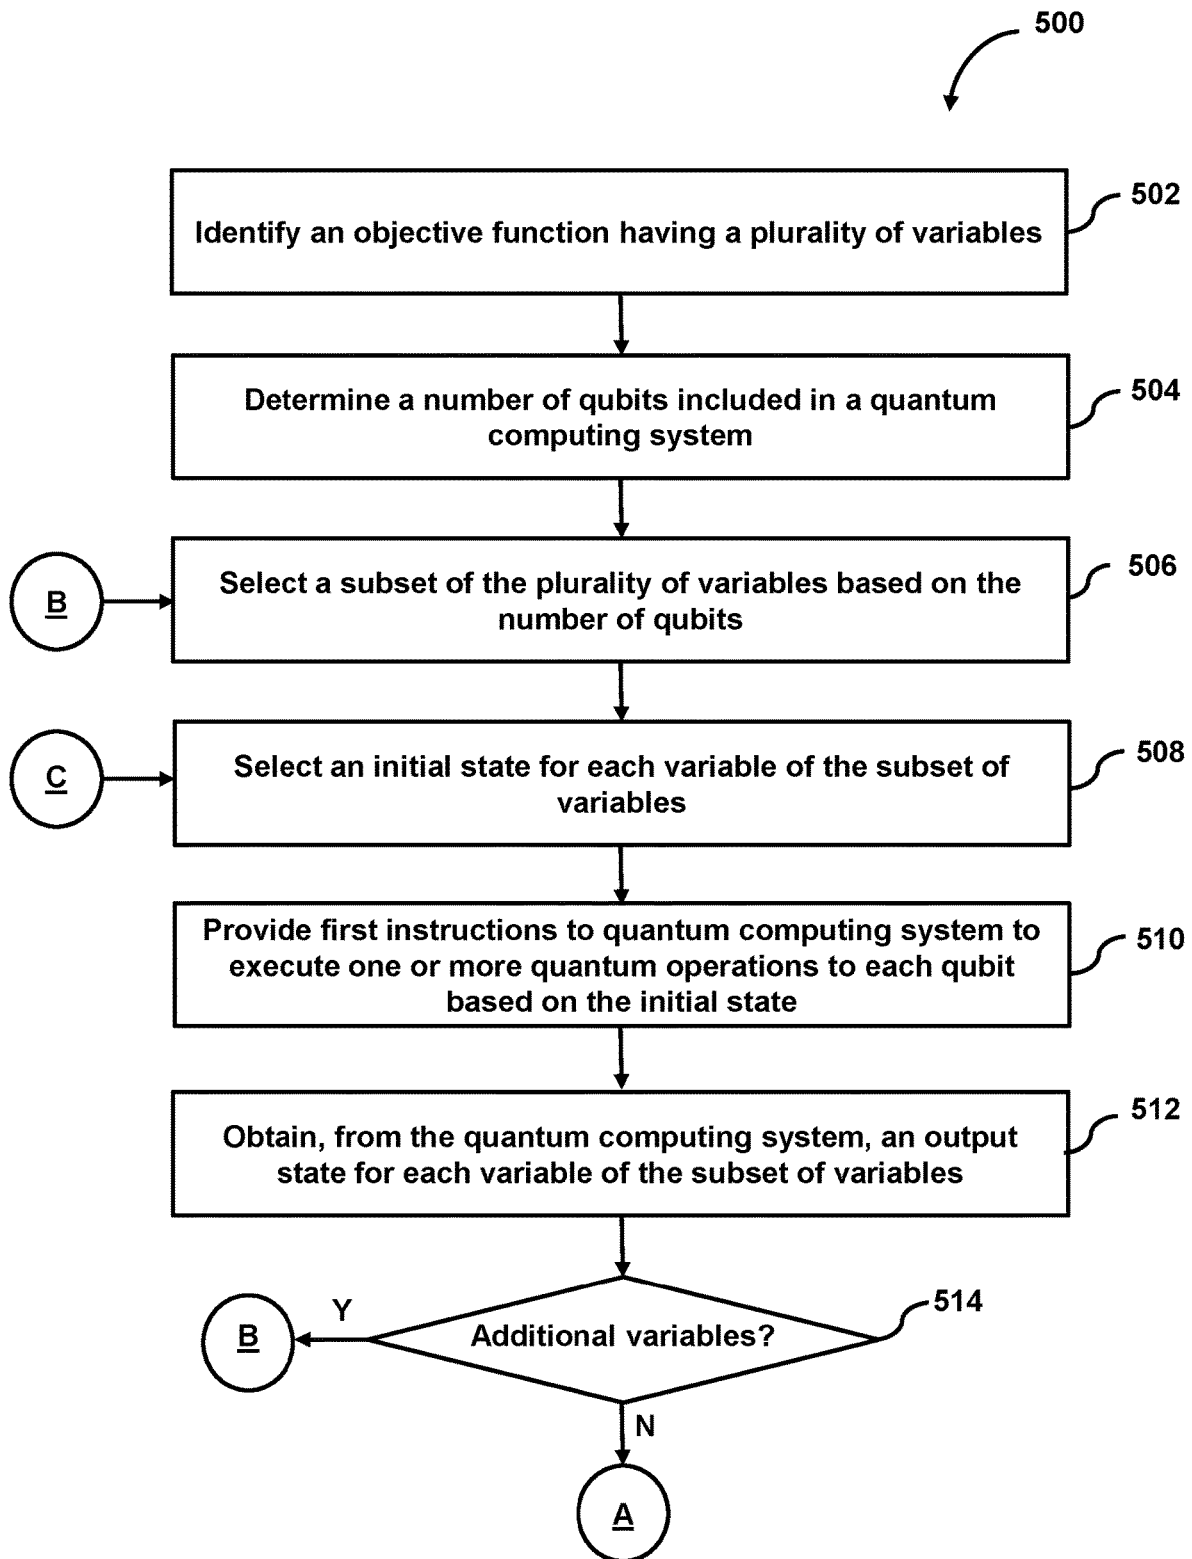 500
Identify an objective function having a plurality of variables
502
Determine a number of qubits included in a quantum
computing system
504
B
Select a subset of the plurality of variables based on the
number of qubits
506
C
Select an initial state for each variable of the subset of
variables
508
Provide first instructions to quantum computing system to
execute one or more quantum operations to each qubit
based on the initial state
510
Obtain, from the quantum computing system, an output
state for each variable of the subset of variables
512
B
Y
Additional variables?
514
N
A